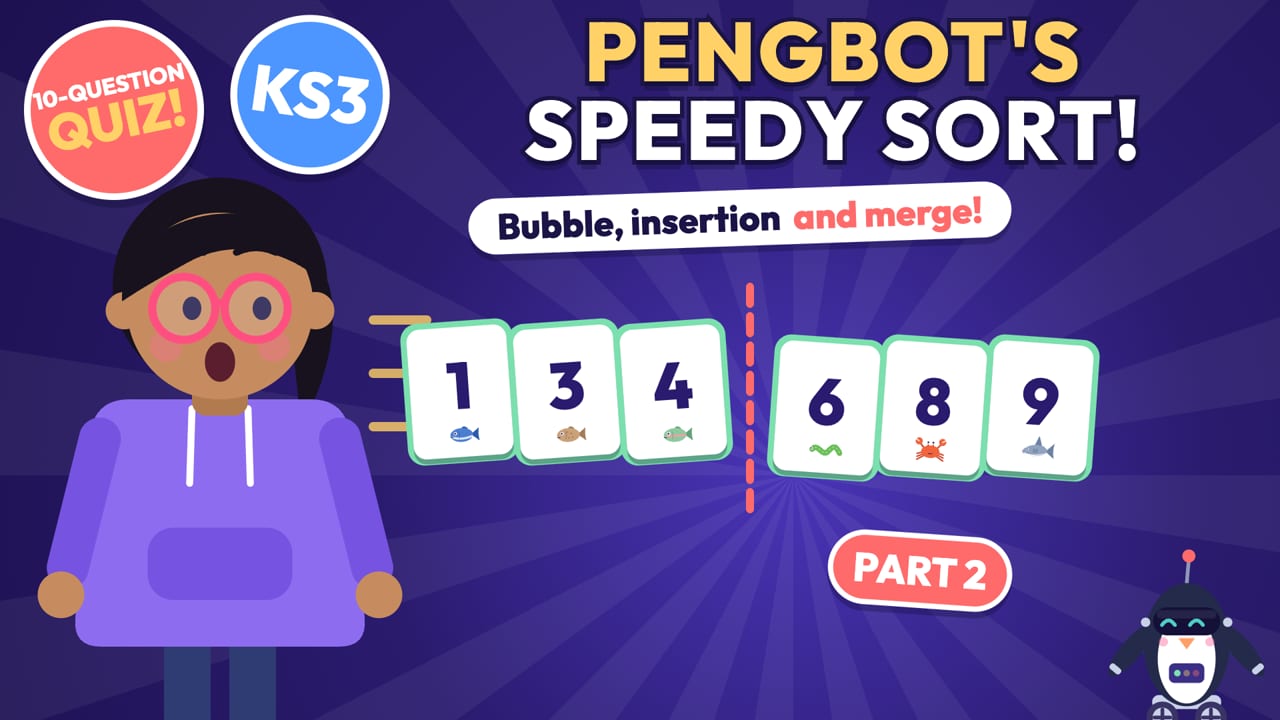 10-QUESTION
QUIZ!
KS3
PENGBOT'S
SPEEDY SORT!
Bubble, insertion and merge!
1 3 4 6 8 9
PART 2